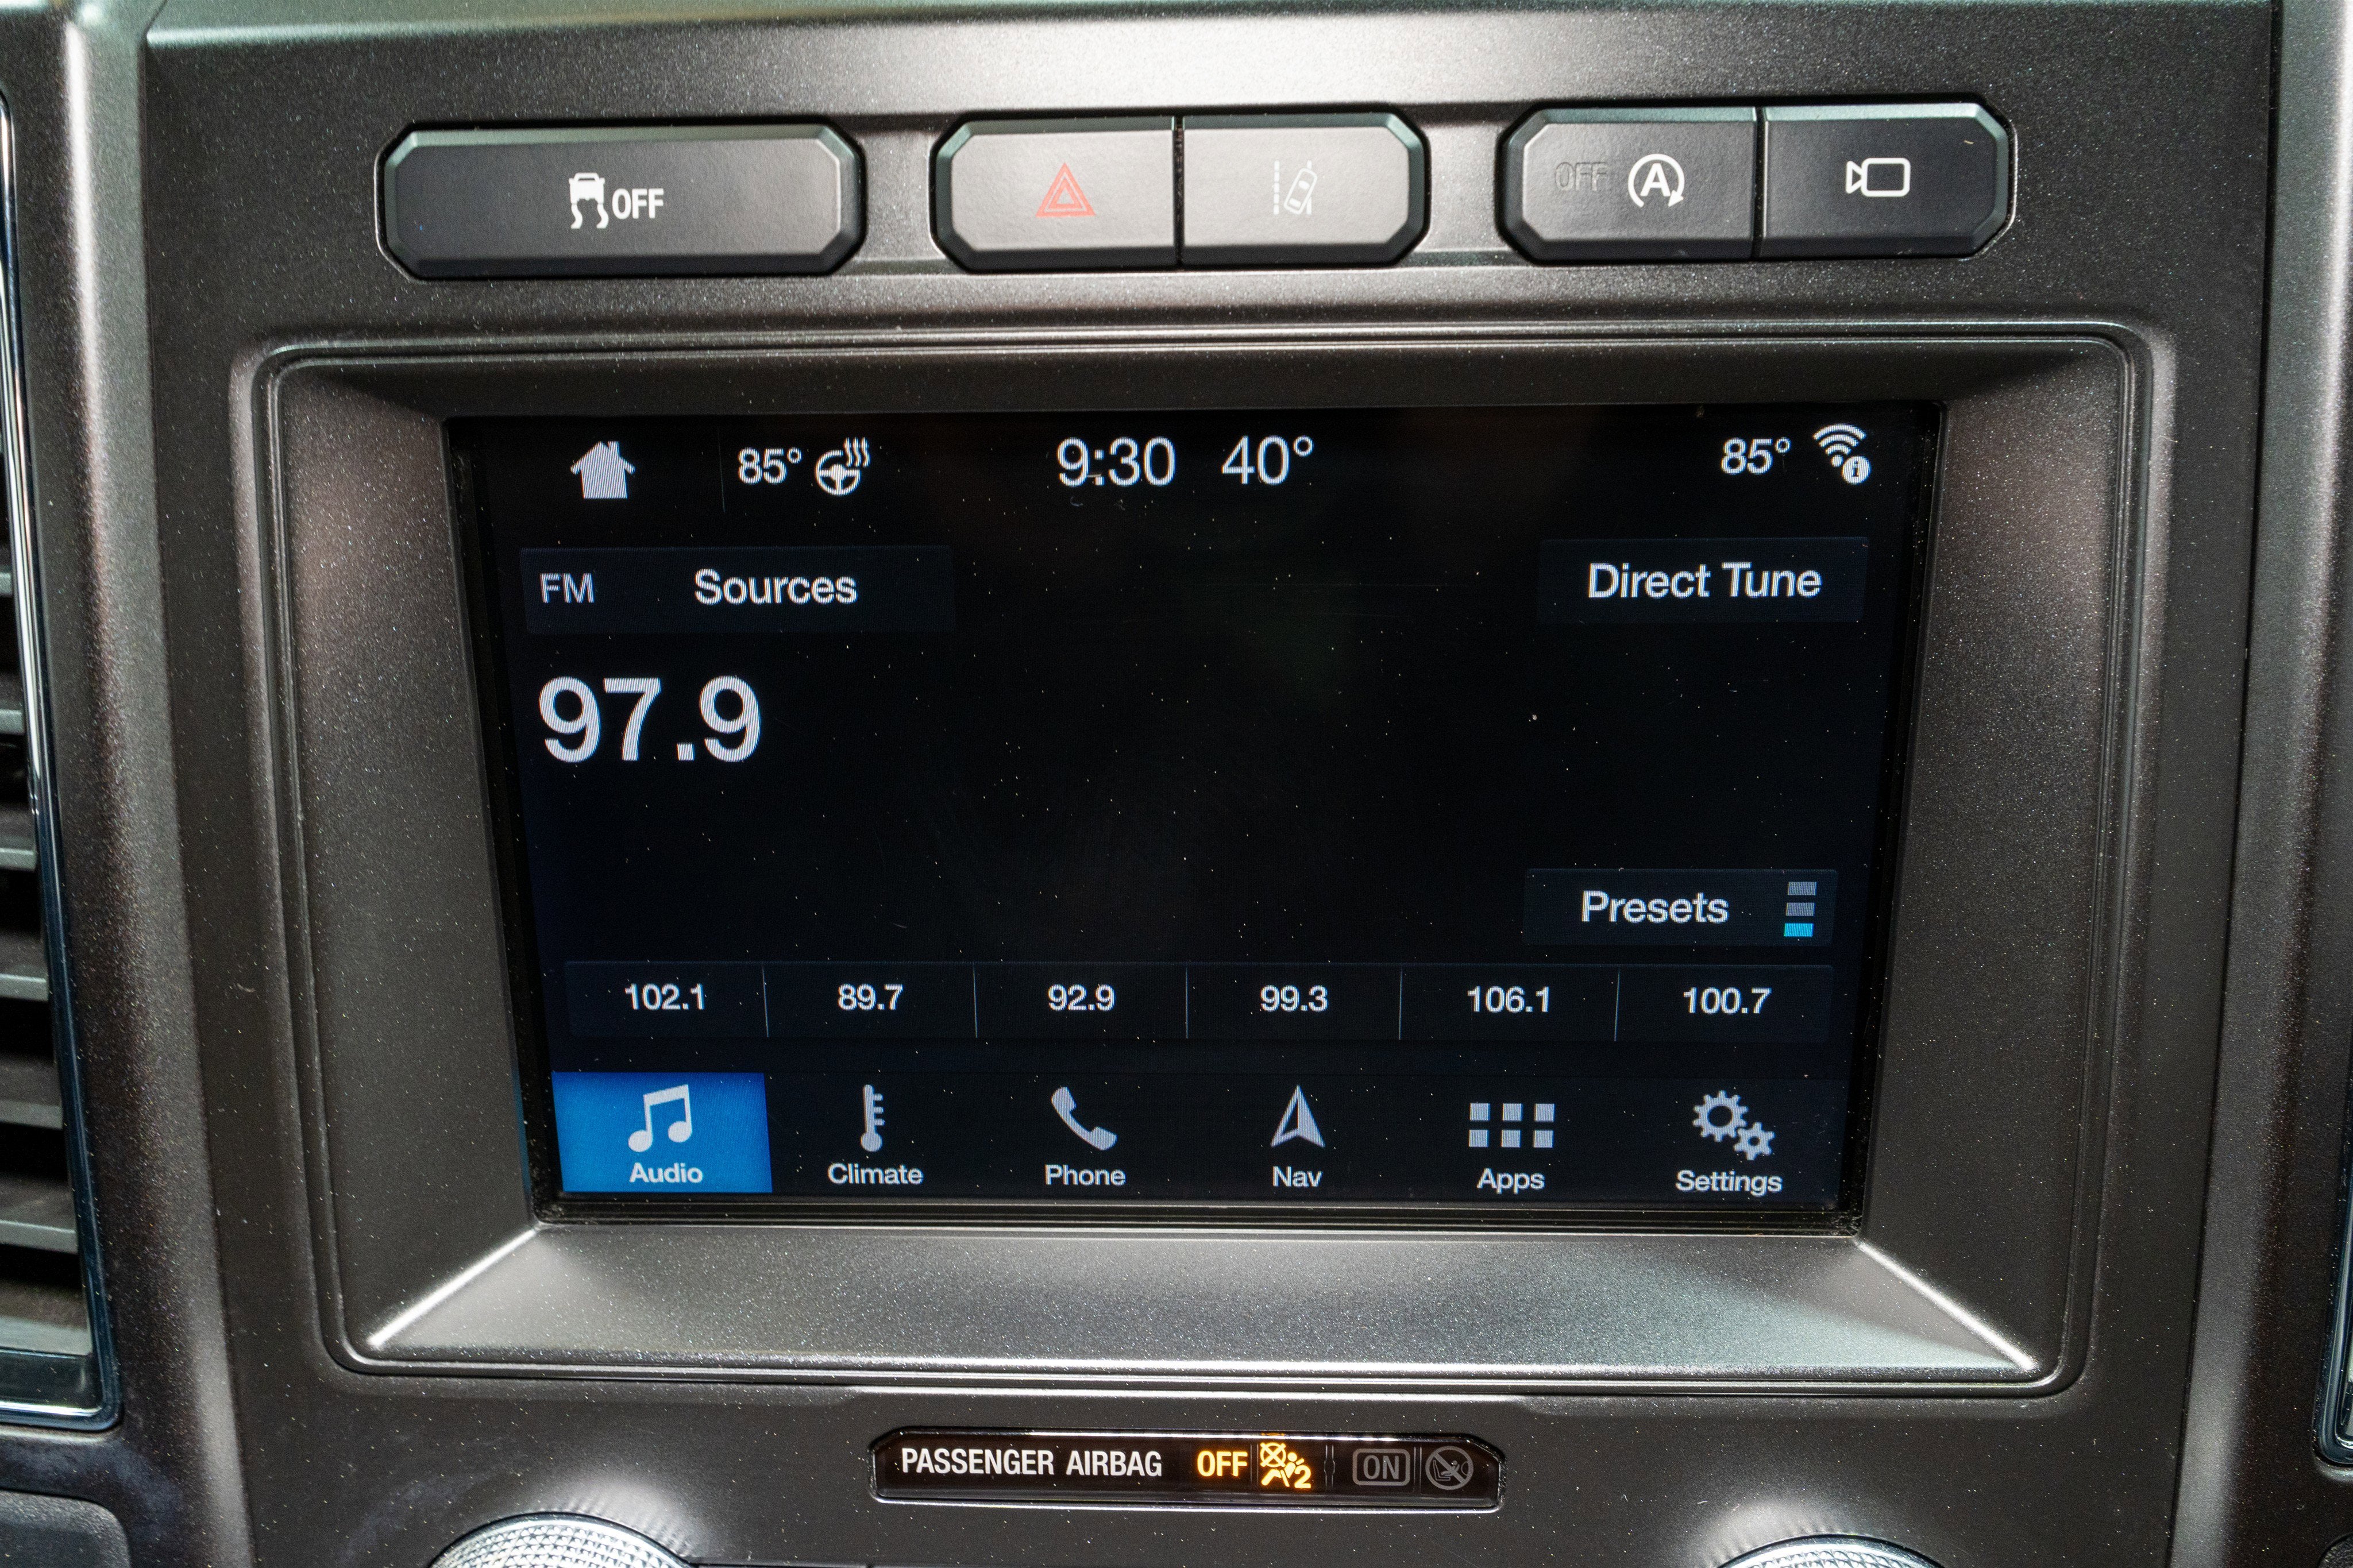 OFF
OFF A
85° 9:30 40° 85°
FM Sources Direct Tune
97.9
Presets
102.1 89.7 92.9 99.3 106.1 100.7
Audio Climate Phone Nav Apps Settings
PASSENGER AIRBAG OFF 2 ON